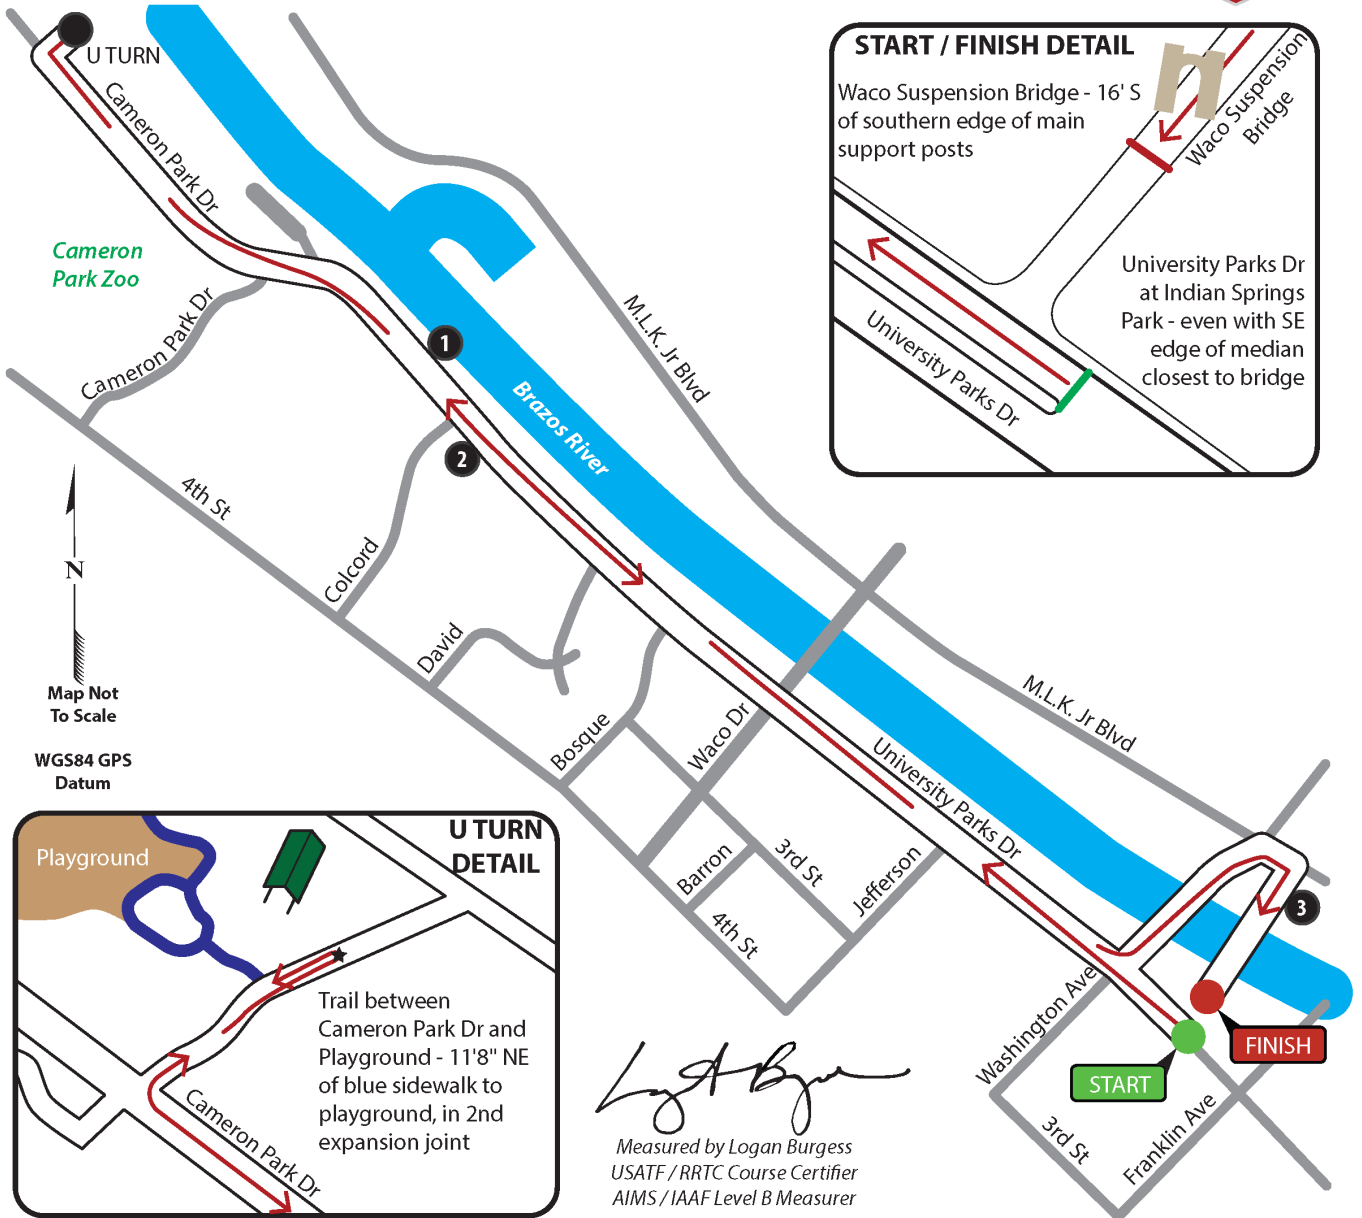 U TURN
Cameron Park Dr
Cameron
Park Zoo
Cameron Park Dr
4th St
N
Map Not
To Scale
WGS84 GPS
Datum
1
2
Brazos River
M.L.K. Jr Blvd
Colcord
David
Bosque
Waco Dr
Barron
3rd St
4th St
Jefferson
University Parks Dr
M.L.K. Jr Blvd
3
Washington Ave
START
FINISH
3rd St
Franklin Ave
START / FINISH DETAIL
Waco Suspension Bridge - 16' S
of southern edge of main
support posts
Waco Suspension
Bridge
University Parks Dr
at Indian Springs
Park - even with SE
edge of median
closest to bridge
University Parks Dr
U TURN
DETAIL
Playground
Trail between
Cameron Park Dr and
Playground - 11'8" NE
of blue sidewalk to
playground, in 2nd
expansion joint
Cameron Park Dr
Measured by Logan Burgess
USATF / RRTC Course Certifier
AIMS / IAAF Level B Measurer